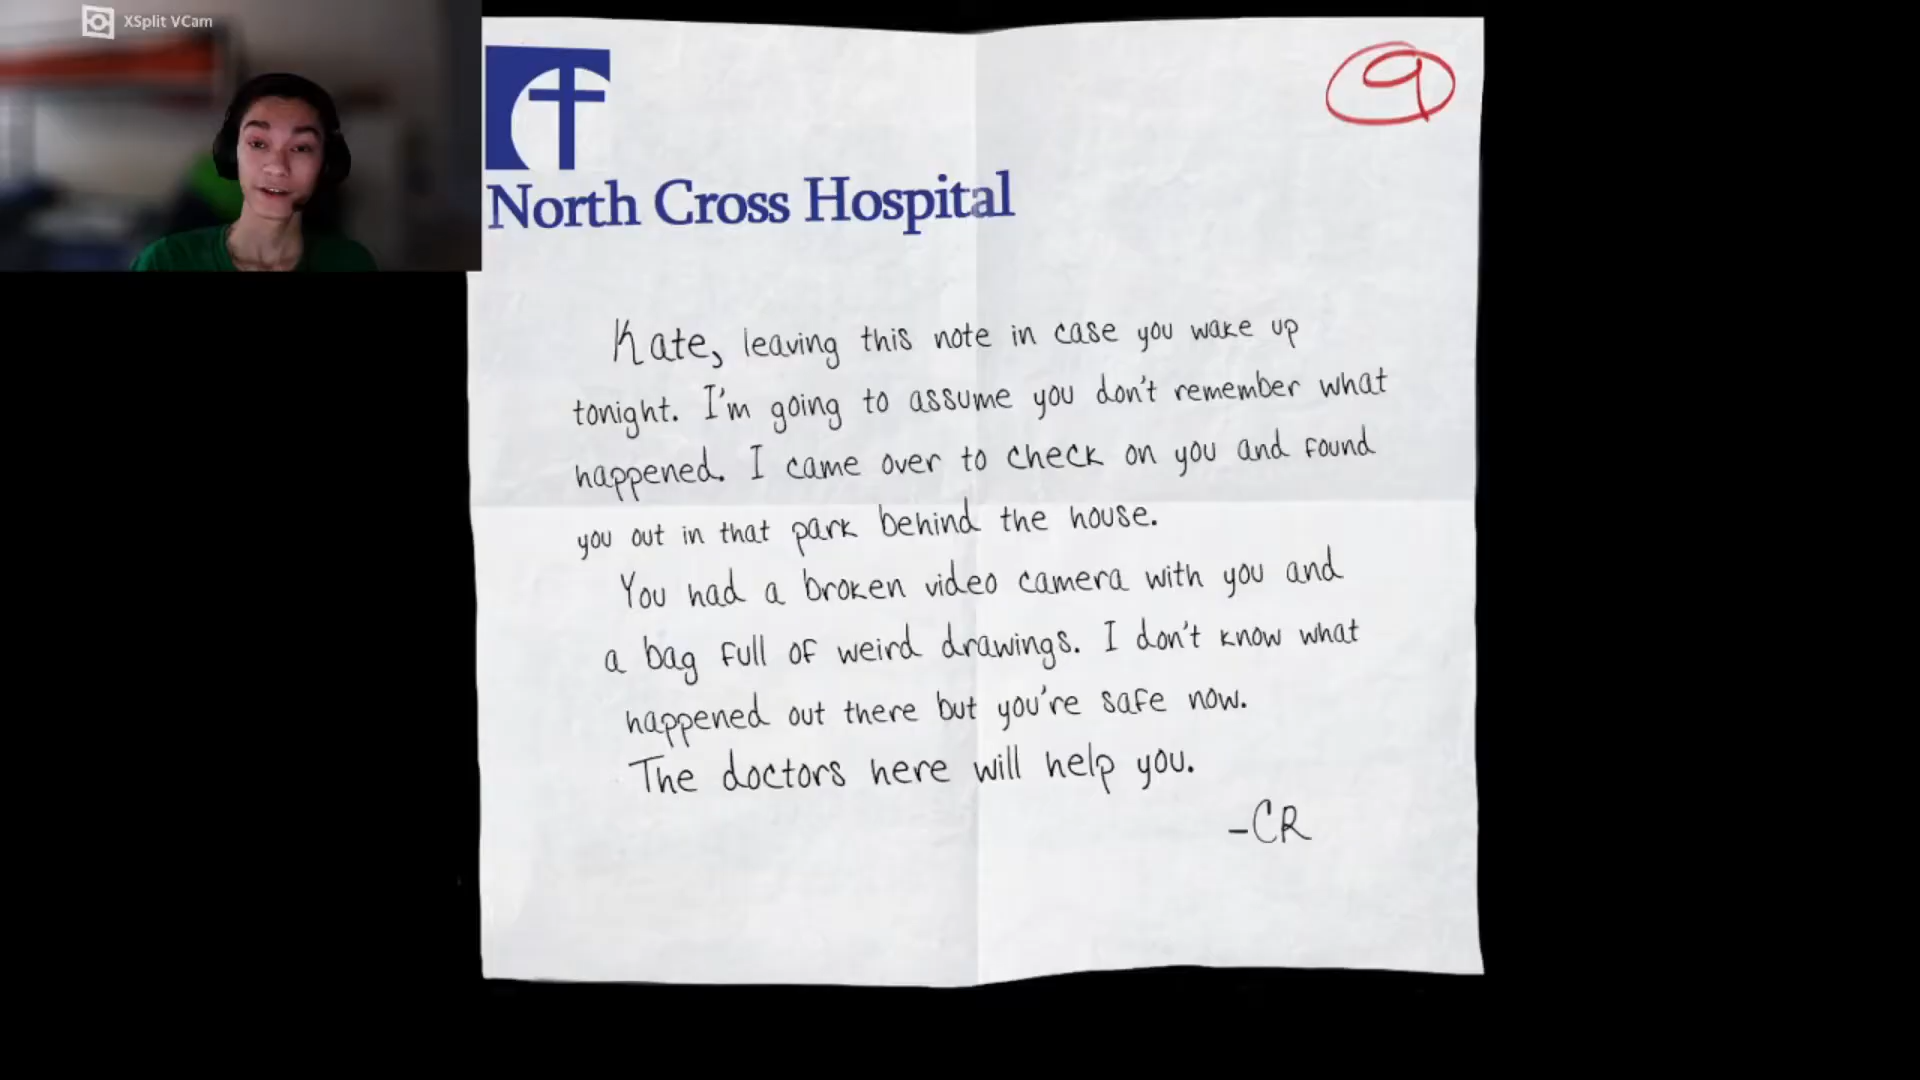 XSplit VCam
9
North Cross Hospital
Kate, leaving this note in case you wake up
tonight. I'm going to assume you don't remember what
happened. I came over to check on you and found
you out in that park behind the house.
You had a broken video camera with you and
a bag full of weird drawings. I don't know what
happened out there but you're safe now.
The doctors here will help you.
-CR